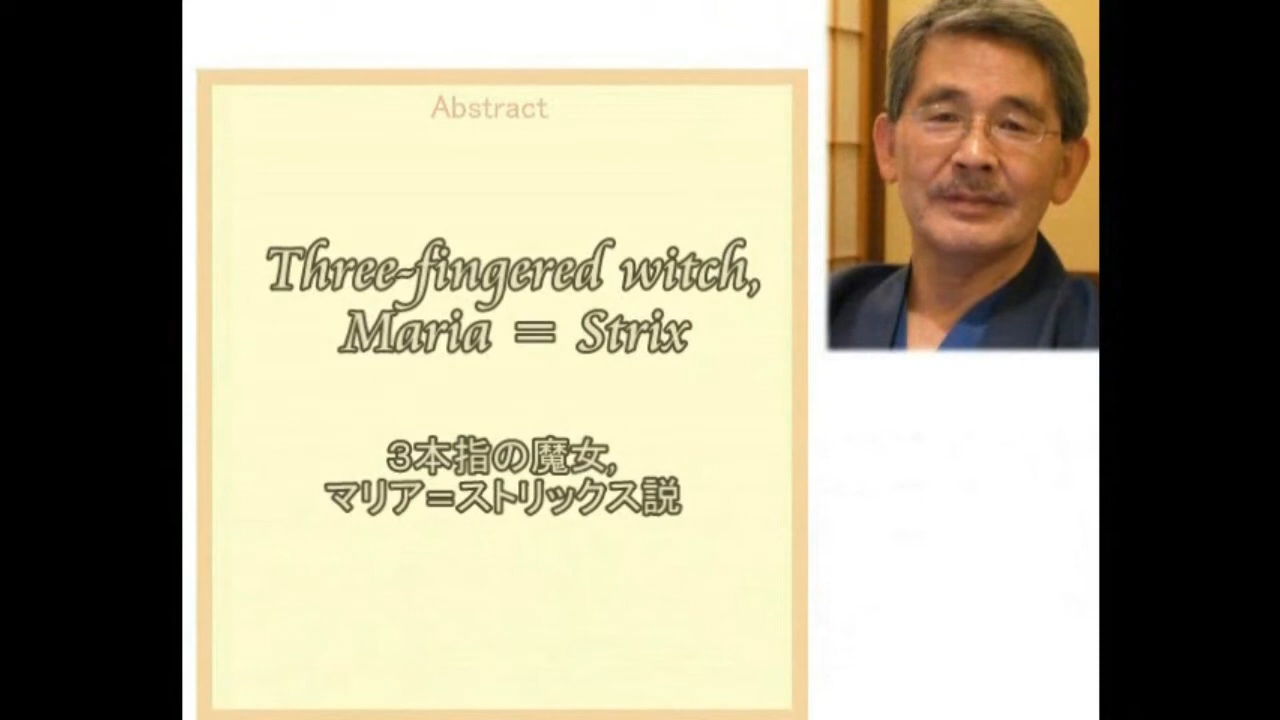 Abstract
Three-fingered witch,
Maria = Strix
3本指の魔女,
マリア=ストリックス説